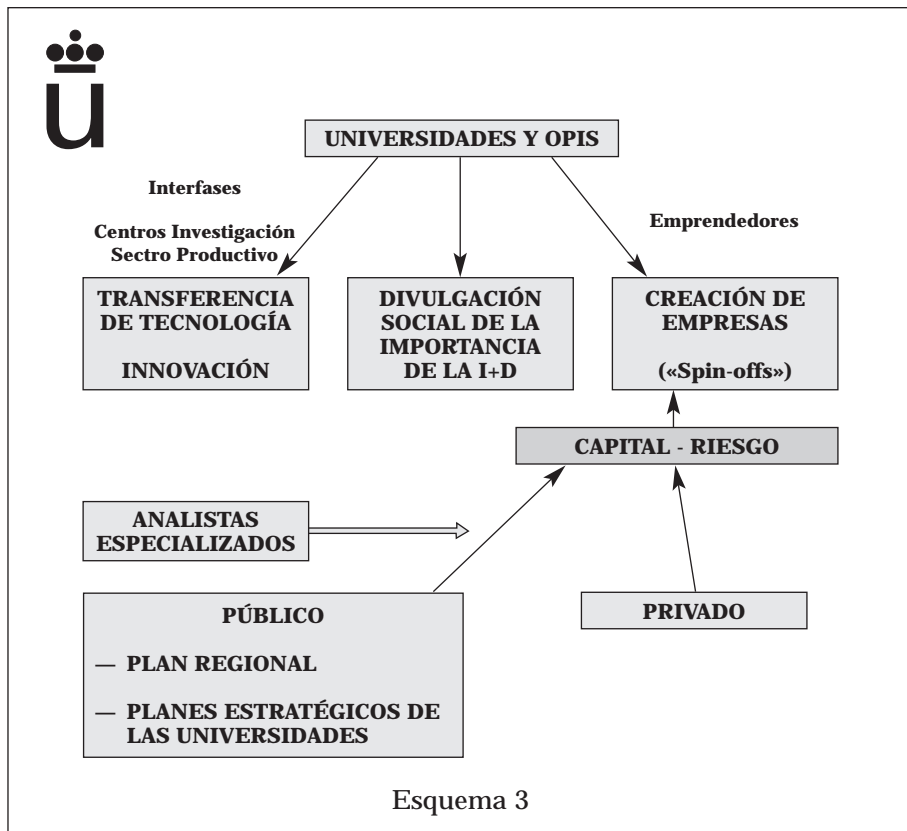 u
UNIVERSIDADES Y OPIS
Interfases
Centros Investigación
Sectro Productivo
Emprendedores
TRANSFERENCIA
DE TECNOLOGÍA
INNOVACIÓN
DIVULGACIÓN
SOCIAL DE LA
IMPORTANCIA
DE LA I+D
CREACIÓN DE
EMPRESAS
(«Spin-offs»)
CAPITAL - RIESGO
ANALISTAS
ESPECIALIZADOS
PÚBLICO
— PLAN REGIONAL
— PLANES ESTRATÉGICOS DE
LAS UNIVERSIDADES
PRIVADO
Esquema 3